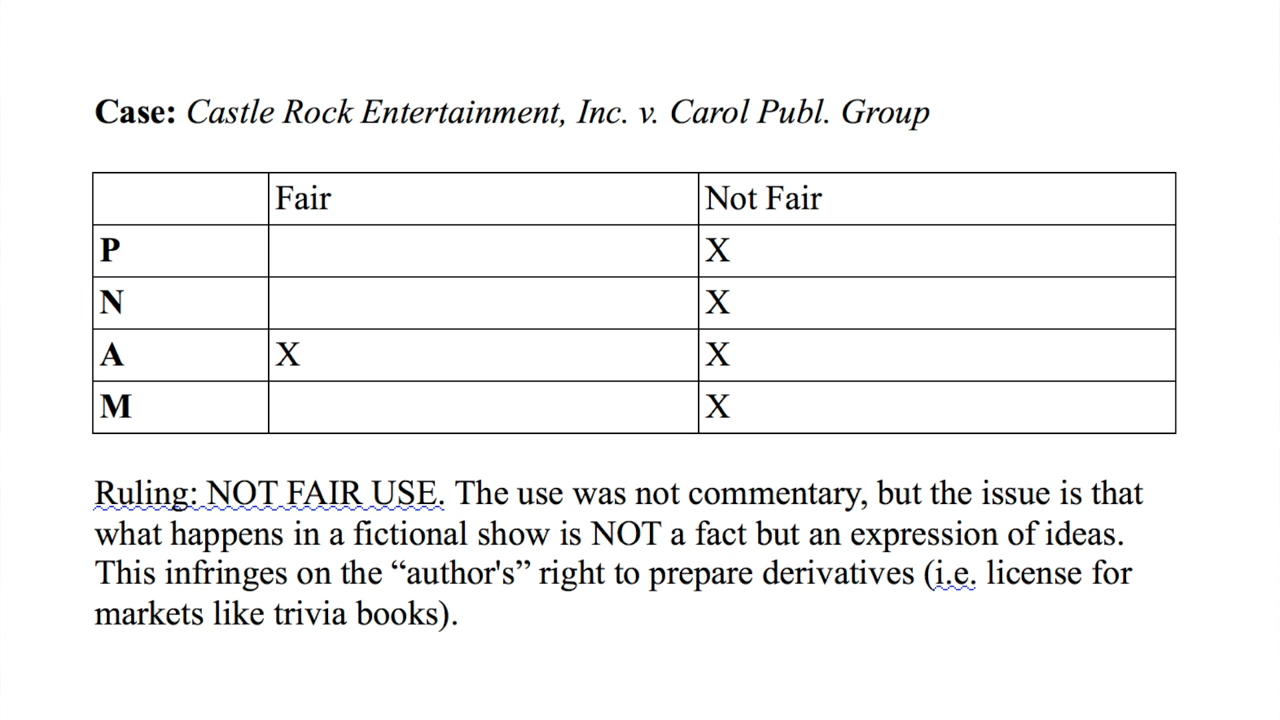 Case: Castle Rock Entertainment, Inc. v. Carol Publ. Group
Fair Not Fair
P X
N X
A X X
M X
Ruling: NOT FAIR USE. The use was not commentary, but the issue is that
what happens in a fictional show is NOT a fact but an expression of ideas.
This infringes on the “author's” right to prepare derivatives (i.e. license for
markets like trivia books).